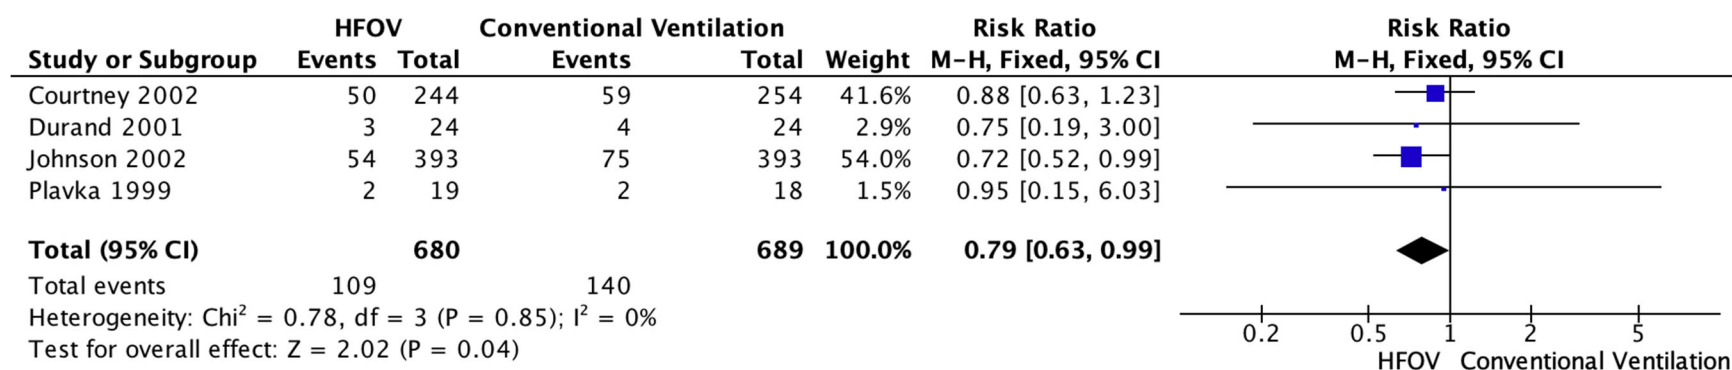 HFOV Conventional Ventilation Risk Ratio Risk Ratio
Study or Subgroup Events Total Events Total Weight M-H, Fixed, 95% CI M-H, Fixed, 95% CI
Courtney 2002 50 244 59 254 41.6% 0.88 [0.63, 1.23]
Durand 2001 3 24 4 24 2.9% 0.75 [0.19, 3.00]
Johnson 2002 54 393 75 393 54.0% 0.72 [0.52, 0.99]
Plavka 1999 2 19 2 18 1.5% 0.95 [0.15, 6.03]
Total (95% CI) 680 689 100.0% 0.79 [0.63, 0.99]
Total events 109 140
Heterogeneity: Chi² = 0.78, df = 3 (P = 0.85); I² = 0%
Test for overall effect: Z = 2.02 (P = 0.04)
0.2 0.5 1 2 5
HFOV Conventional Ventilation